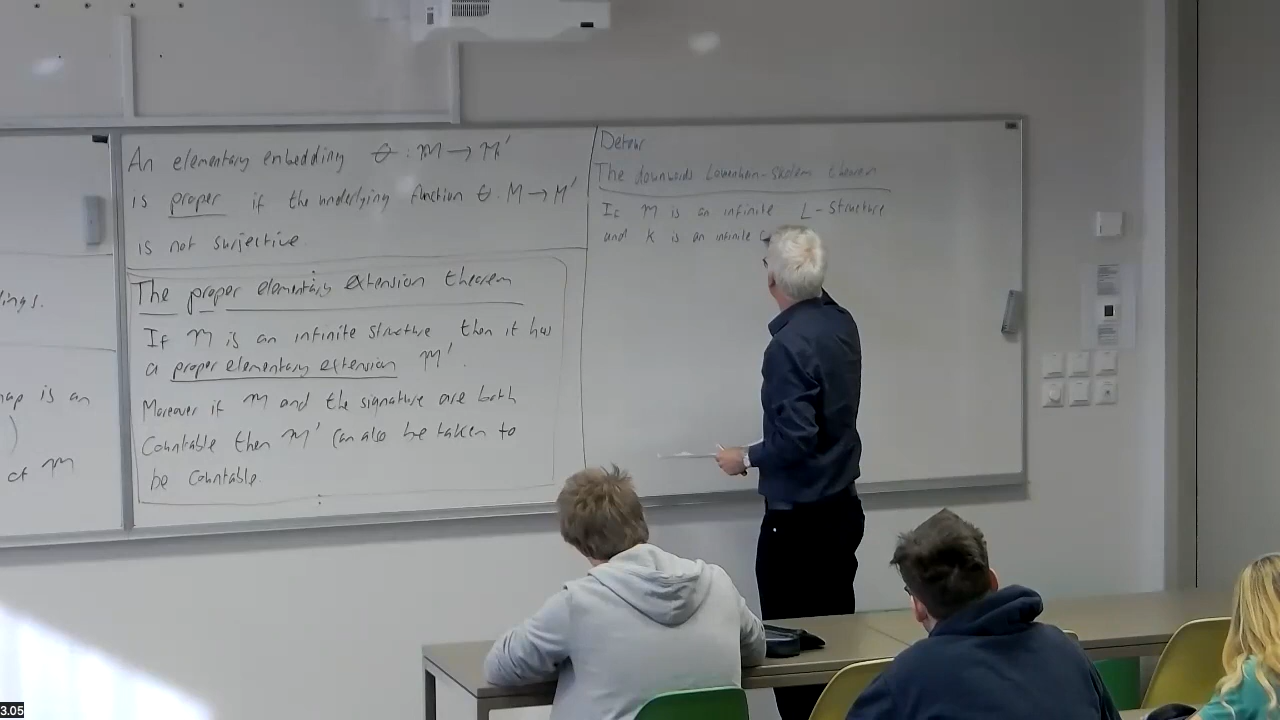 ings.
map is an
)
of 𝔐
An elementary embedding θ : 𝔐 → 𝔐'
is proper if the underlying function θ : M → M'
is not surjective
The proper elementary extension theorem
If 𝔐 is an infinite structure then it has
a proper elementary extension 𝔐'.
Moreover if 𝔐 and the signature are both
Countable then 𝔐' can also be taken to
be countable
Detour
The downwards Lowenheim-Skolem theorem
If 𝔐 is an infinite L-Structure
and K is an infinite
3.05